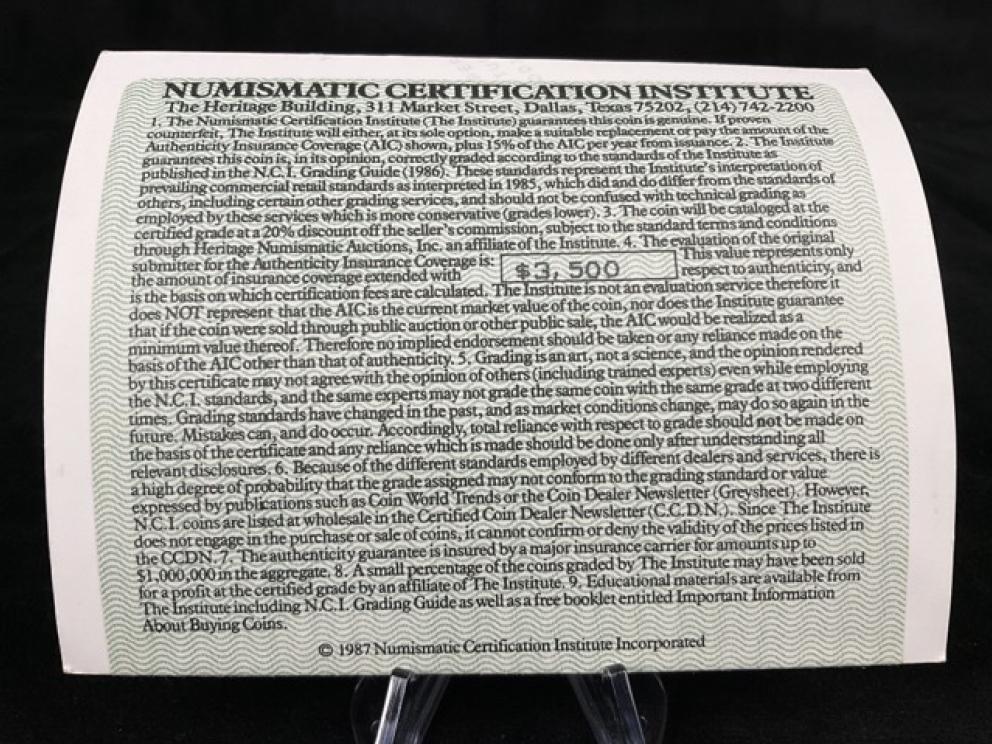 NUMISMATIC CERTIFICATION INSTITUTE
The Heritage Building, 311 Market Street, Dallas, Texas 75202, (214) 742-2200
1. The Numismatic Certification Institute (The Institute) guarantees this coin is genuine. If proven
counterfeit, The Institute will either, at its sole option, make a suitable replacement or pay the amount of the
Authenticity Insurance Coverage (AIC) shown, plus 15% of the AIC per year from issuance. 2. The Institute
guarantees this coin is, in its opinion, correctly graded according to the standards of the Institute as
published in the N.C.I. Grading Guide (1986). These standards represent the Institute's interpretation of
prevailing commercial retail standards as interpreted in 1985, which did and do differ from the standards of
others, including certain other grading services, and should not be confused with technical grading as
employed by these services which is more conservative (grades lower). 3. The coin will be cataloged at the
certified grade at a 20% discount off the seller's commission, subject to the standard terms and conditions
through Heritage Numismatic Auctions, Inc. an affiliate of the Institute. 4. The evaluation of the original
submitter for the Authenticity Insurance Coverage is: $3,500 This value represents only
the amount of insurance coverage extended with respect to authenticity, and
is the basis on which certification fees are calculated. The Institute is not an evaluation service therefore it
does NOT represent that the AIC is the current market value of the coin, nor does the Institute guarantee
that if the coin were sold through public auction or other public sale, the AIC would be realized as a
minimum value thereof. Therefore no implied endorsement should be taken or any reliance made on the
basis of the AIC other than that of authenticity. 5. Grading is an art, not a science, and the opinion rendered
by this certificate may not agree with the opinion of others (including trained experts) even while employing
the N.C.I. standards, and the same experts may not grade the same coin with the same grade at two different
times. Grading standards have changed in the past, and as market conditions change, may do so again in the
future. Mistakes can, and do occur. Accordingly, total reliance with respect to grade should not be made on
the basis of the certificate and any reliance which is made should be done only after understanding all
relevant disclosures. 6. Because of the different standards employed by different dealers and services, there is
a high degree of probability that the grade assigned may not conform to the grading standard or value
expressed by publications such as Coin World Trends or the Coin Dealer Newsletter (Greysheet). However,
N.C.I. coins are listed at wholesale in the Certified Coin Dealer Newsletter (C.C.D.N.). Since The Institute
does not engage in the purchase or sale of coins, it cannot confirm or deny the validity of the prices listed in
the CCDN. 7. The authenticity guarantee is insured by a major insurance carrier for amounts up to
$1,000,000 in the aggregate. 8. A small percentage of the coins graded by The Institute may have been sold
for a profit at the certified grade by an affiliate of The Institute. 9. Educational materials are available from
The Institute including N.C.I. Grading Guide as well as a free booklet entitled Important Information
About Buying Coins.
© 1987 Numismatic Certification Institute Incorporated